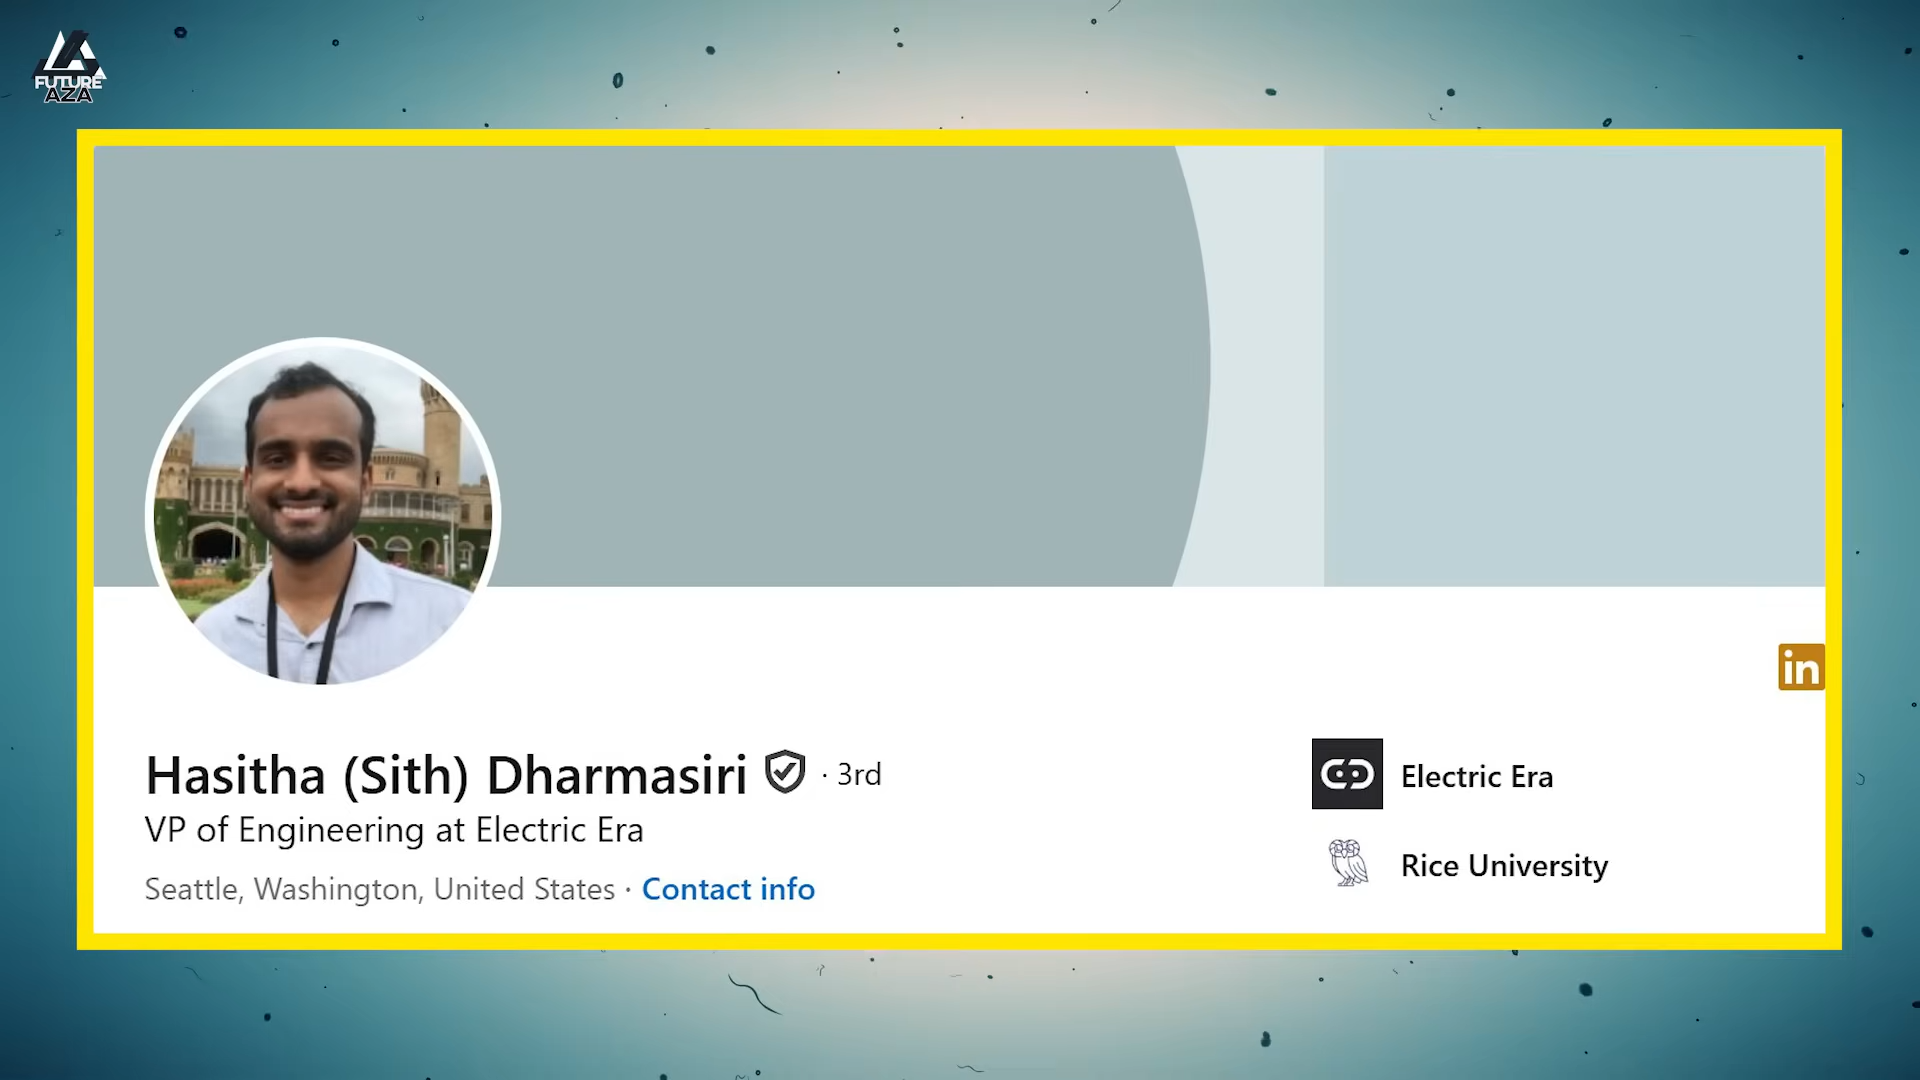 FUTURE
AZA
in
Hasitha (Sith) Dharmasiri · 3rd
VP of Engineering at Electric Era
Seattle, Washington, United States · Contact info
Electric Era
Rice University